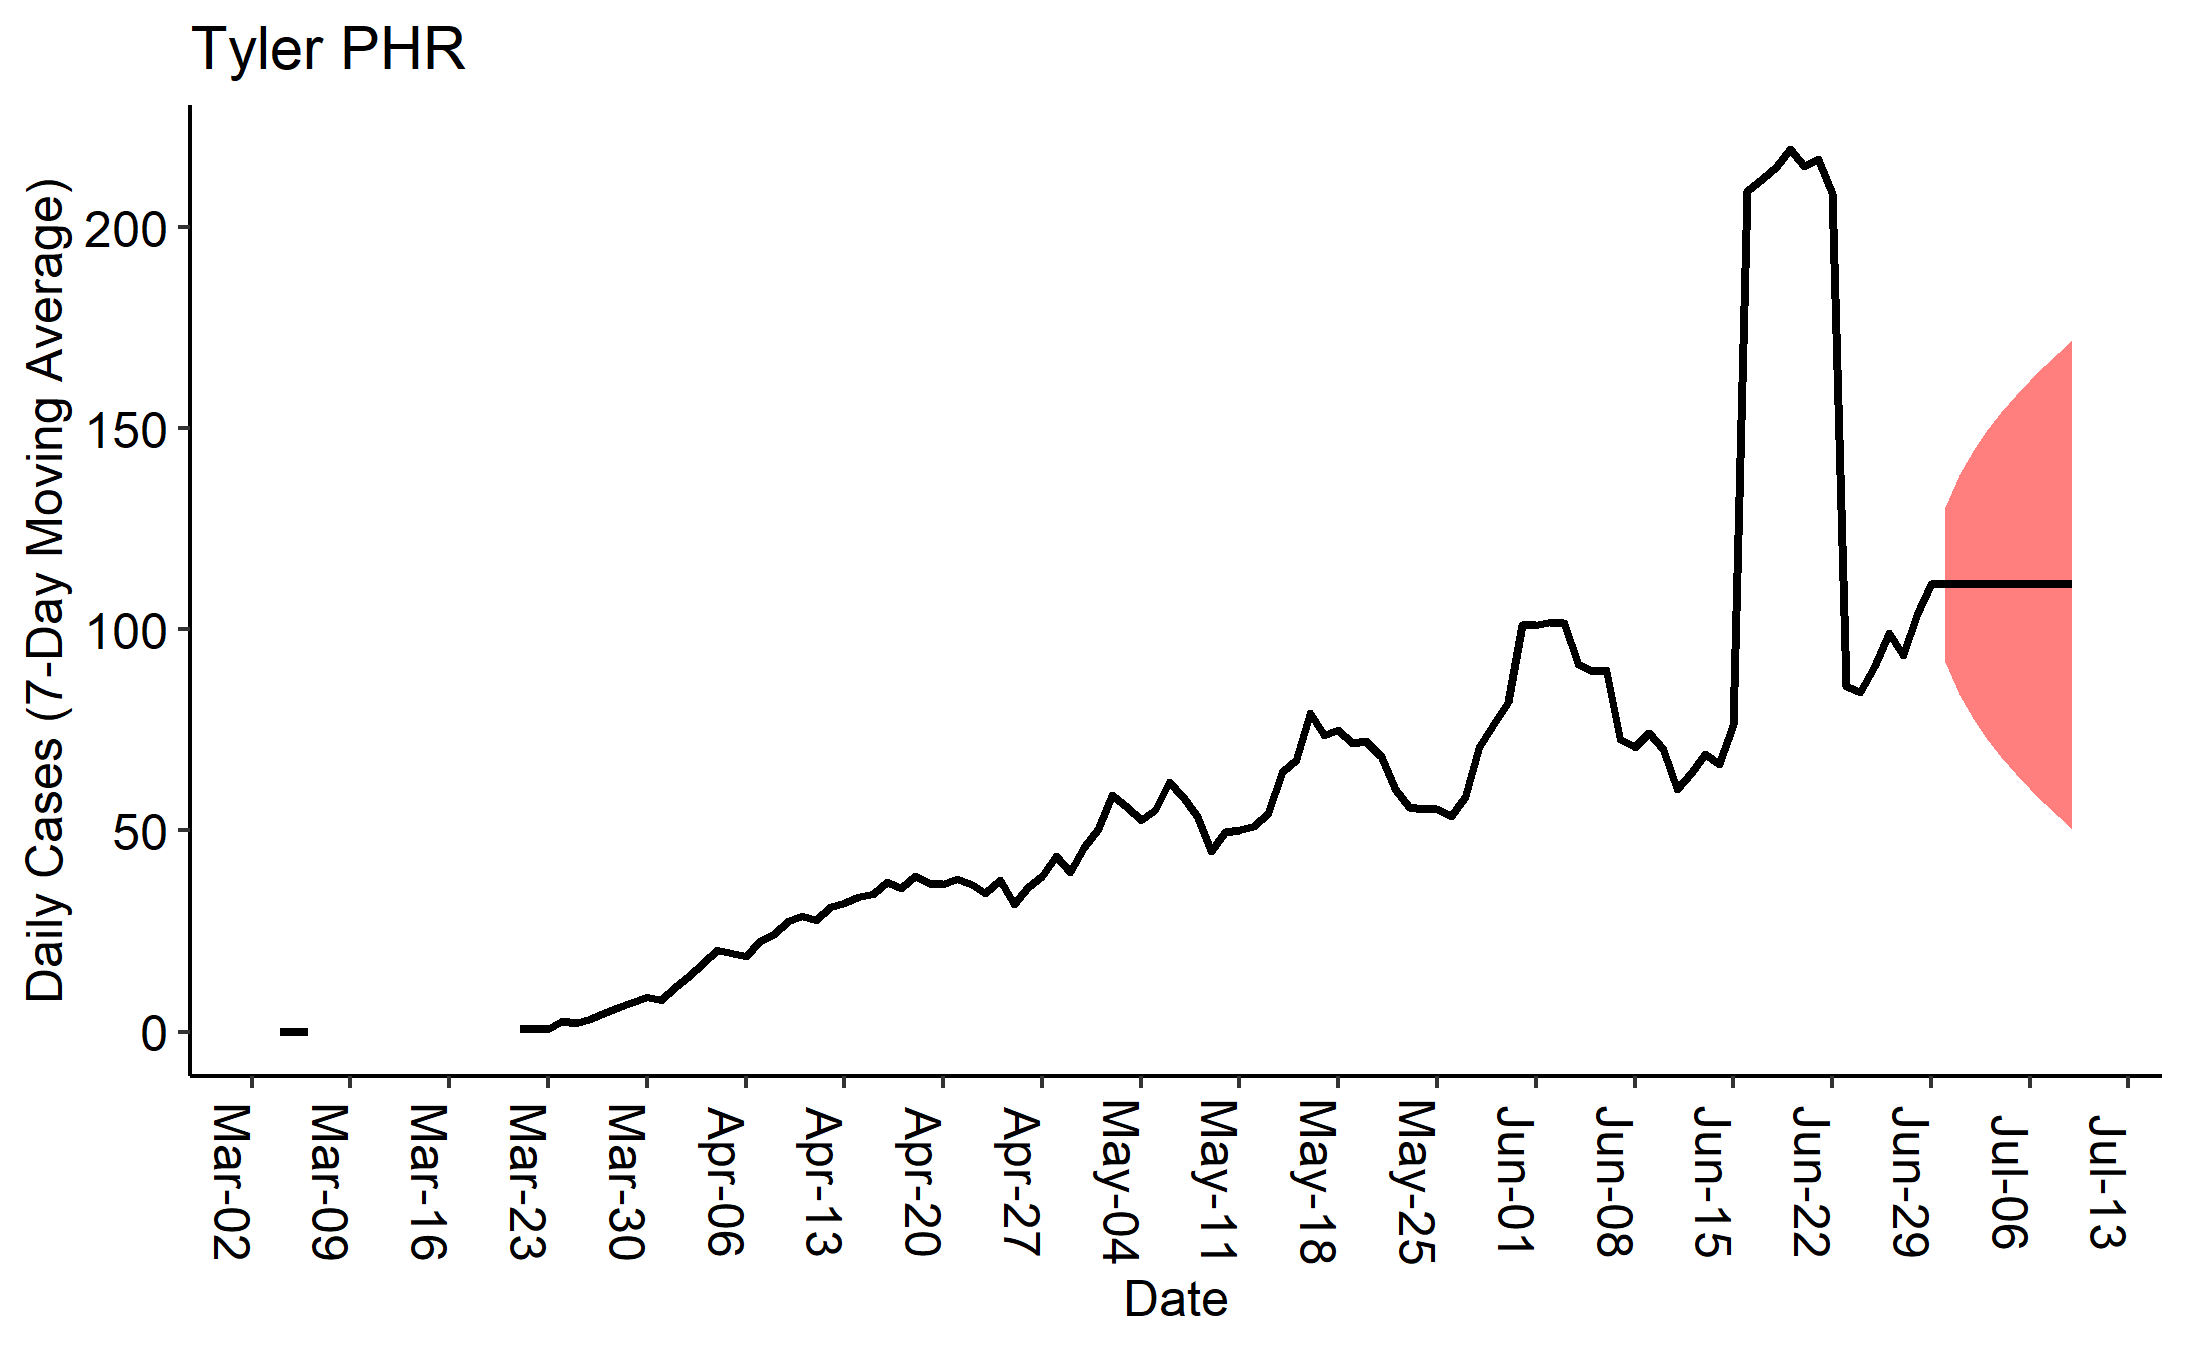 Tyler PHR
Daily Cases (7-Day Moving Average)
200
150
100
50
0
Mar-02
Mar-09
Mar-16
Mar-23
Mar-30
Apr-06
Apr-13
Apr-20
Apr-27
May-04
May-11
May-18
May-25
Jun-01
Jun-08
Jun-15
Jun-22
Jun-29
Jul-06
Jul-13
Date